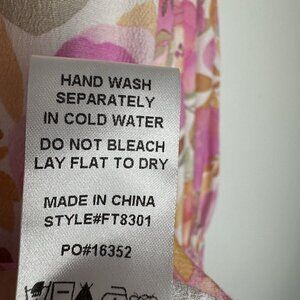 HAND WASH
SEPARATELY
IN COLD WATER
DO NOT BLEACH
LAY FLAT TO DRY
MADE IN CHINA
STYLE#FT8301
PO#16352